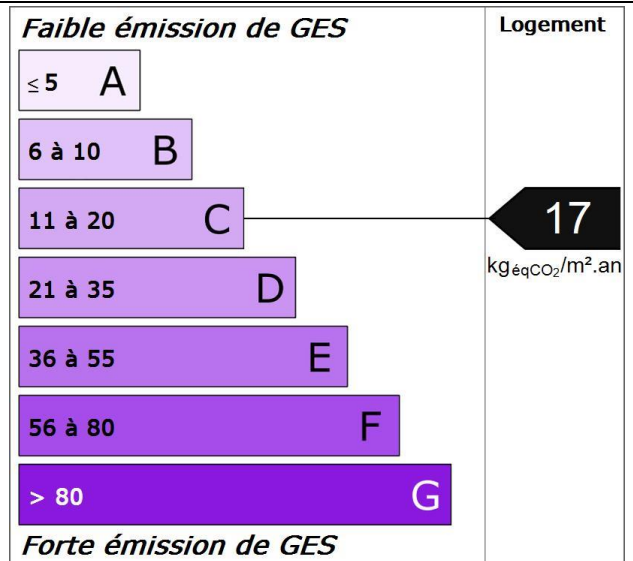 Faible émission de GES
Logement
≤ 5 A
6 à 10 B
11 à 20 C
17
kgéqCO₂/m².an
21 à 35 D
36 à 55 E
56 à 80 F
> 80 G
Forte émission de GES